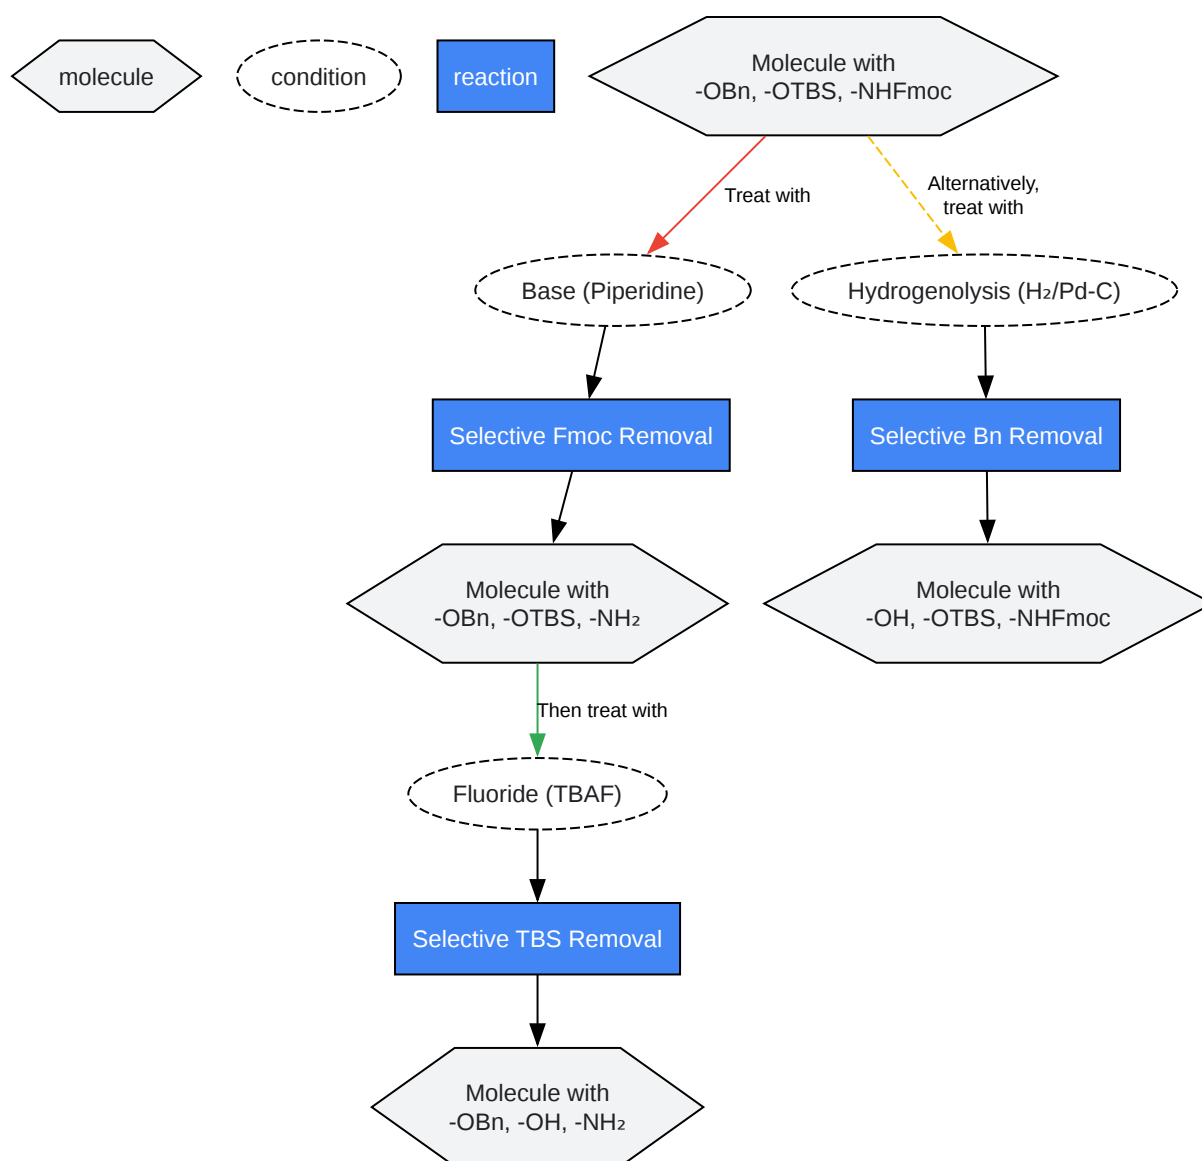 molecule
condition
reaction
Molecule with
-OBn, -OTBS, -NHFmoc
Treat with
Alternatively,
treat with
Base (Piperidine)
Hydrogenolysis (H₂/Pd-C)
Selective Fmoc Removal
Selective Bn Removal
Molecule with
-OBn, -OTBS, -NH₂
Molecule with
-OH, -OTBS, -NHFmoc
Then treat with
Fluoride (TBAF)
Selective TBS Removal
Molecule with
-OBn, -OH, -NH₂